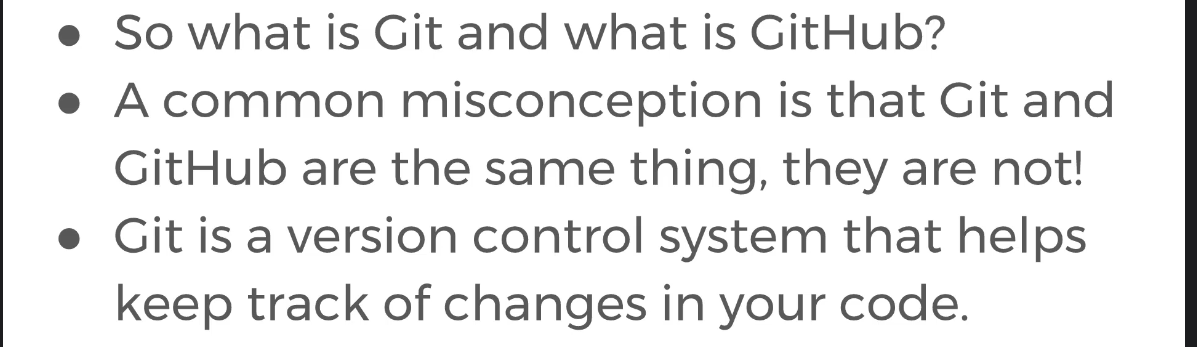 ● So what is Git and what is GitHub?
● A common misconception is that Git and
GitHub are the same thing, they are not!
● Git is a version control system that helps
keep track of changes in your code.